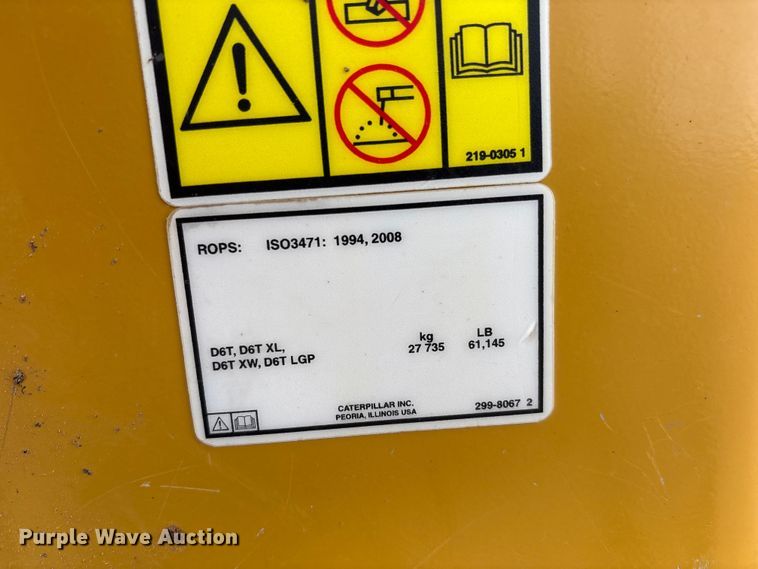 219-0305 1
ROPS: ISO3471: 1994, 2008
kg LB
D6T, D6T XL, 27 735 61,145
D6T XW, D6T LGP
CATERPILLAR INC.
PEORIA, ILLINOIS USA
299-8067 2
Purple Wave Auction